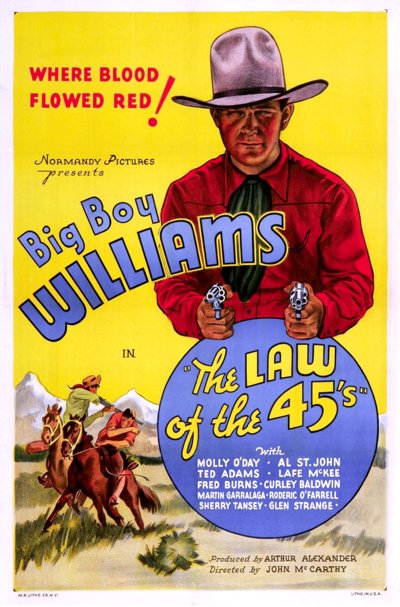 WHERE BLOOD
FLOWED RED!
NORMANDY PICTURES
presents
Big Boy
WILLIAMS
IN
"THE LAW
of the 45's"
with
MOLLY O'DAY · AL ST. JOHN
TED ADAMS · LAFE McKEE
FRED BURNS · CURLEY BALDWIN
MARTIN GARRALAGA · RODERIC O'FARRELL
SHERRY TANSEY · GLEN STRANGE ·
Produced by ARTHUR ALEXANDER
Directed by JOHN McCARTHY
LITHO. IN U.S.A.